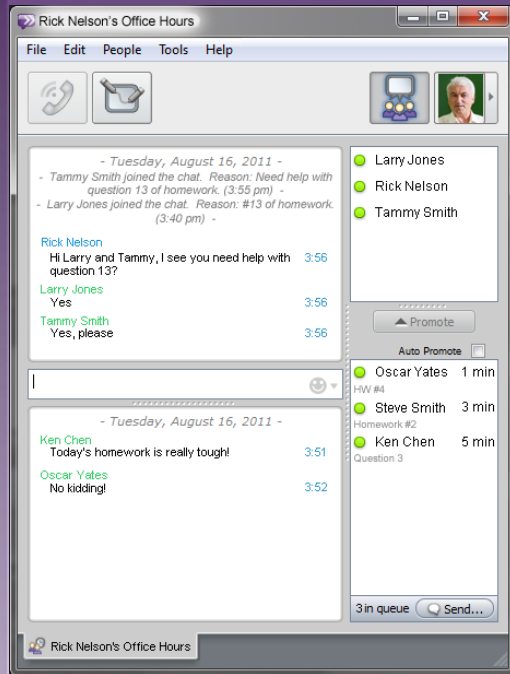 Rick Nelson's Office Hours
File Edit People Tools Help
- Tuesday, August 16, 2011 -
- Tammy Smith joined the chat. Reason: Need help with
question 13 of homework. (3:55 pm) -
- Larry Jones joined the chat. Reason: #13 of homework.
(3:40 pm) -
Rick Nelson
Hi Larry and Tammy, I see you need help with 3:56
question 13?
Larry Jones
Yes 3:56
Tammy Smith
Yes, please 3:56
Larry Jones
Rick Nelson
Tammy Smith
Promote
Auto Promote
- Tuesday, August 16, 2011 -
Ken Chen
Today's homework is really tough! 3:51
Oscar Yates
No kidding! 3:52
Oscar Yates 1 min
HW #4
Steve Smith 3 min
Homework #2
Ken Chen 5 min
Question 3
3 in queue Send...
Rick Nelson's Office Hours